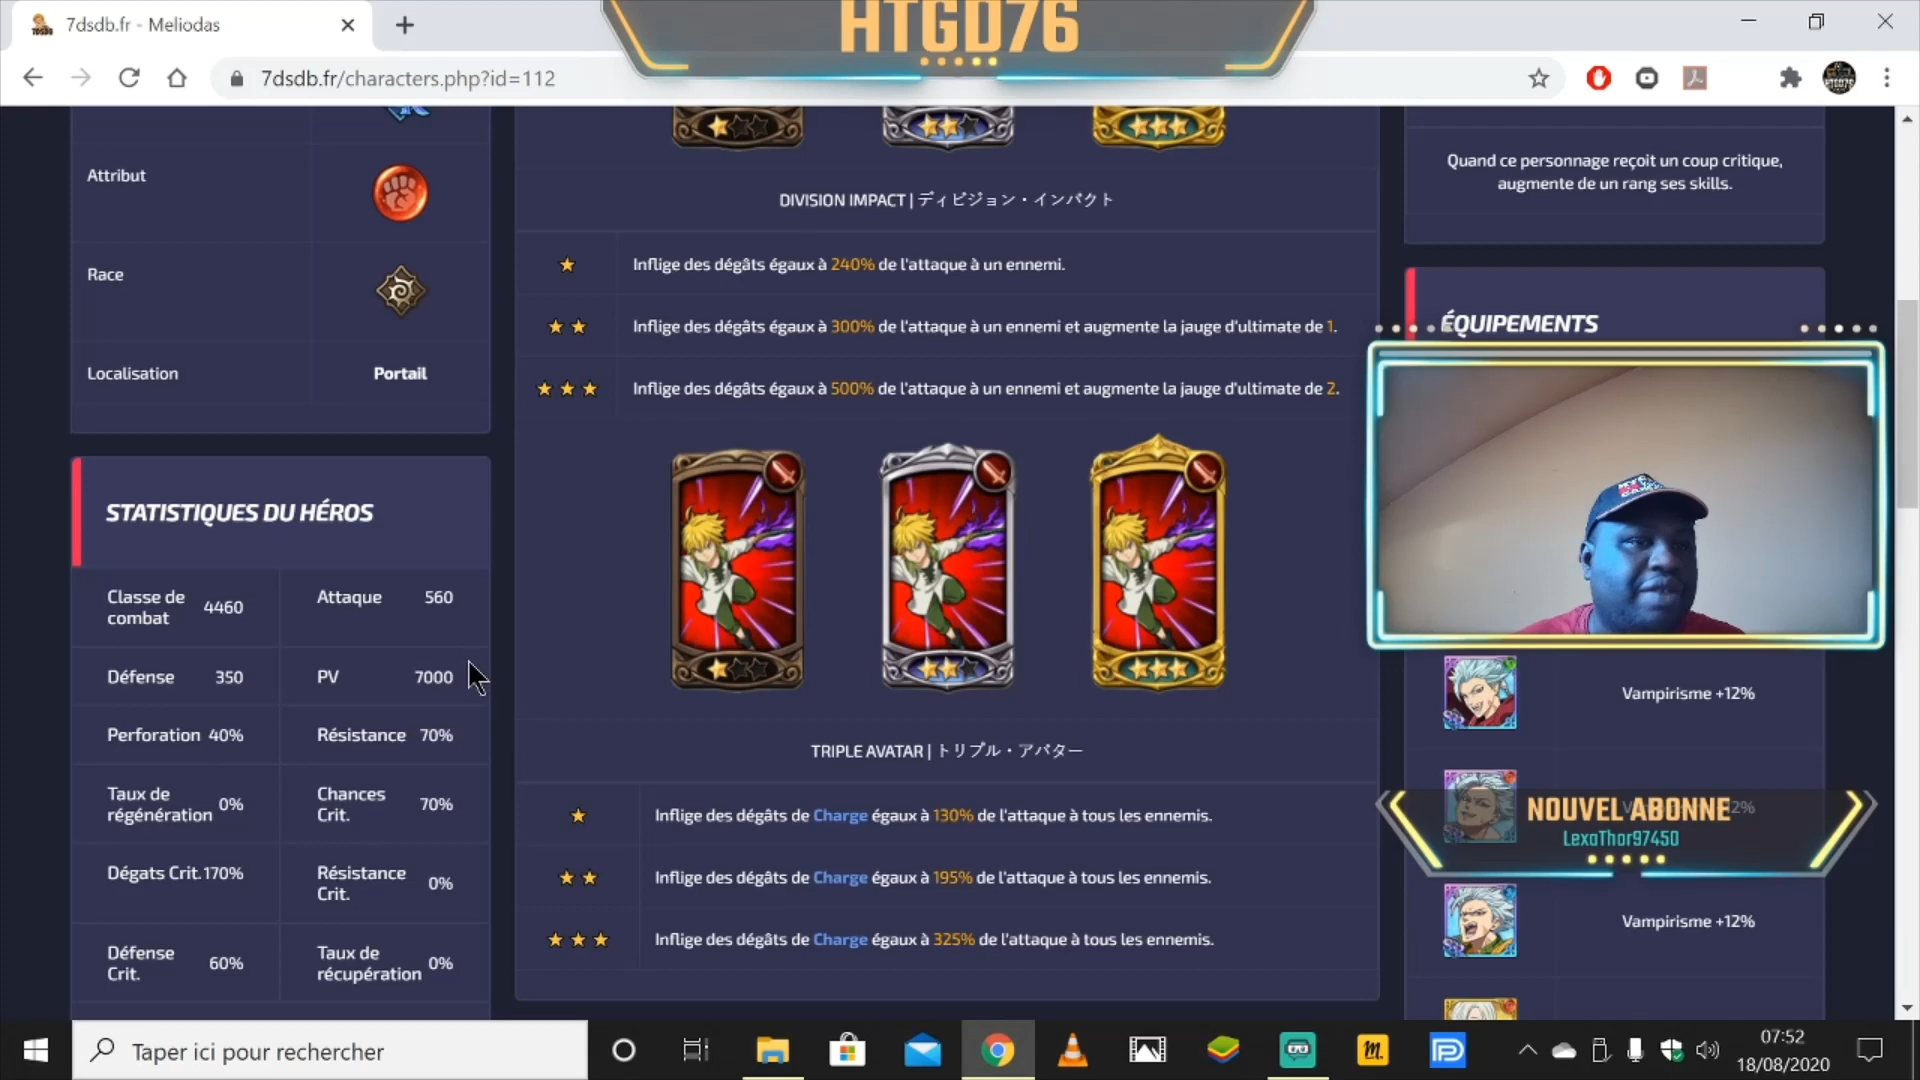 7dsdb.fr - Meliodas
HTGD76
7dsdb.fr/characters.php?id=112
Attribut
Race
Localisation
Portail
STATISTIQUES DU HÉROS
Classe de combat 4460
Attaque 560
Défense 350
PV 7000
Perforation 40%
Résistance 70%
Taux de régénération 0%
Chances Crit. 70%
Dégats Crit. 170%
Résistance Crit. 0%
Défense Crit. 60%
Taux de récupération 0%
DIVISION IMPACT | ディビジョン・インパクト
Inflige des dégâts égaux à 240% de l'attaque à un ennemi.
Inflige des dégâts égaux à 300% de l'attaque à un ennemi et augmente la jauge d'ultimate de 1.
Inflige des dégâts égaux à 500% de l'attaque à un ennemi et augmente la jauge d'ultimate de 2.
TRIPLE AVATAR | トリプル・アバター
Inflige des dégâts de Charge égaux à 130% de l'attaque à tous les ennemis.
Inflige des dégâts de Charge égaux à 195% de l'attaque à tous les ennemis.
Inflige des dégâts de Charge égaux à 325% de l'attaque à tous les ennemis.
Quand ce personnage reçoit un coup critique,
augmente de un rang ses skills.
ÉQUIPEMENTS
Vampirisme +12%
NOUVEL ABONNE
LexaThor97450
Vampirisme +12%
Taper ici pour rechercher
07:52
18/08/2020